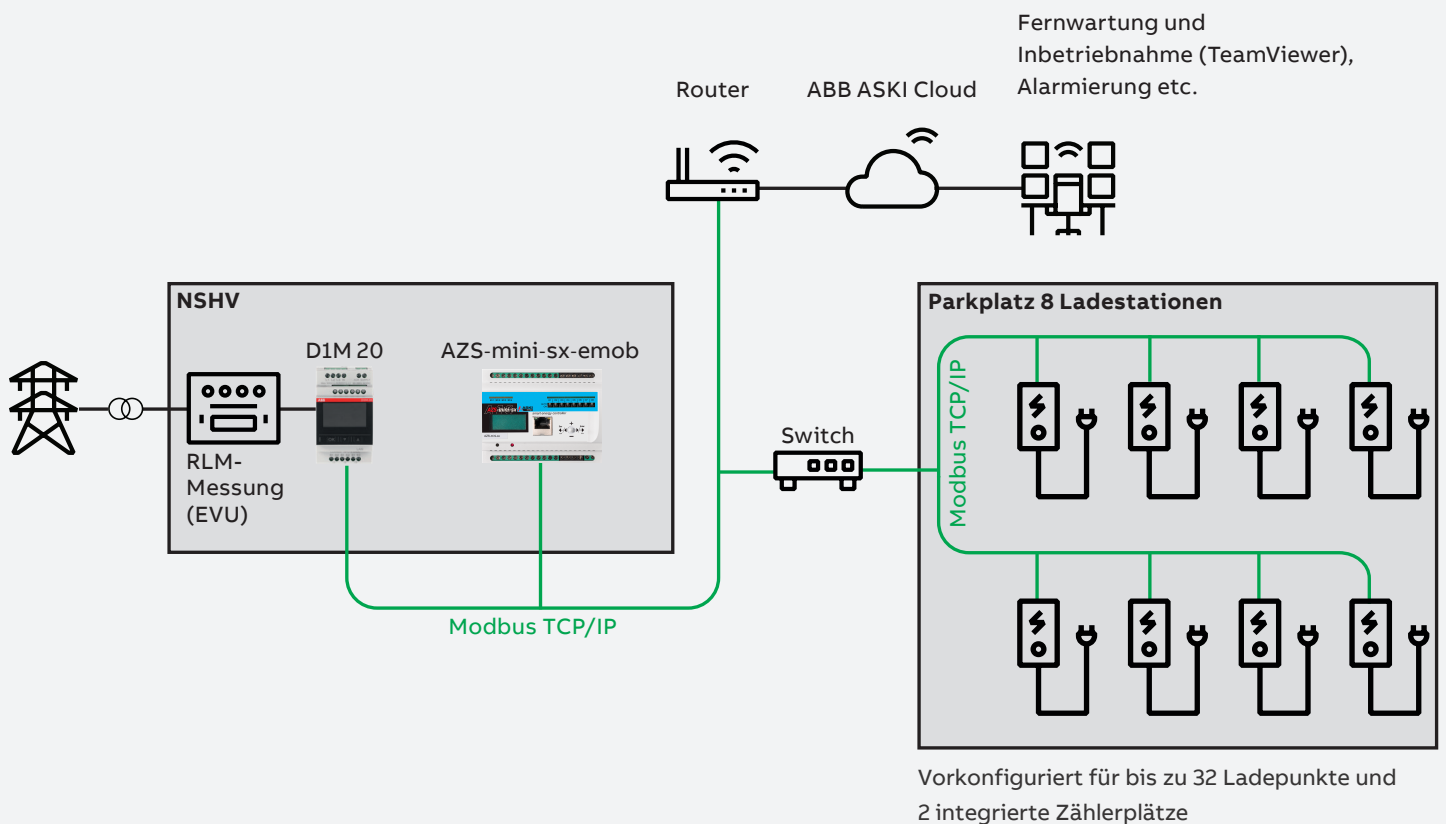 Fernwartung und
Inbetriebnahme (TeamViewer),
Alarmierung etc.
Router
ABB ASKI Cloud
NSHV
D1M 20
AZS-mini-sx-emob
RLM-
Messung
(EVU)
Modbus TCP/IP
Switch
Parkplatz 8 Ladestationen
Modbus TCP/IP
Vorkonfiguriert für bis zu 32 Ladepunkte und
2 integrierte Zählerplätze